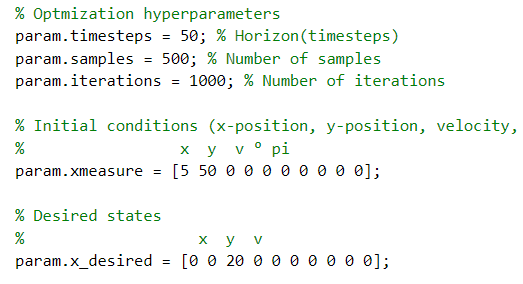 % Optmization hyperparameters
param.timesteps = 50; % Horizon(timesteps)
param.samples = 500; % Number of samples
param.iterations = 1000; % Number of iterations
% Initial conditions (x-position, y-position, velocity,
% x y v º pi
param.xmeasure = [5 50 0 0 0 0 0 0 0 0];
% Desired states
% x y v
param.x_desired = [0 0 20 0 0 0 0 0 0 0];